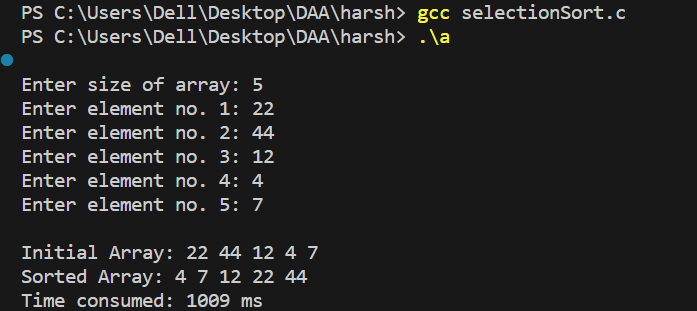 PS C:\Users\Dell\Desktop\DAA\harsh> gcc selectionSort.c
PS C:\Users\Dell\Desktop\DAA\harsh> .\a
Enter size of array: 5
Enter element no. 1: 22
Enter element no. 2: 44
Enter element no. 3: 12
Enter element no. 4: 4
Enter element no. 5: 7
Initial Array: 22 44 12 4 7
Sorted Array: 4 7 12 22 44
Time consumed: 1009 ms